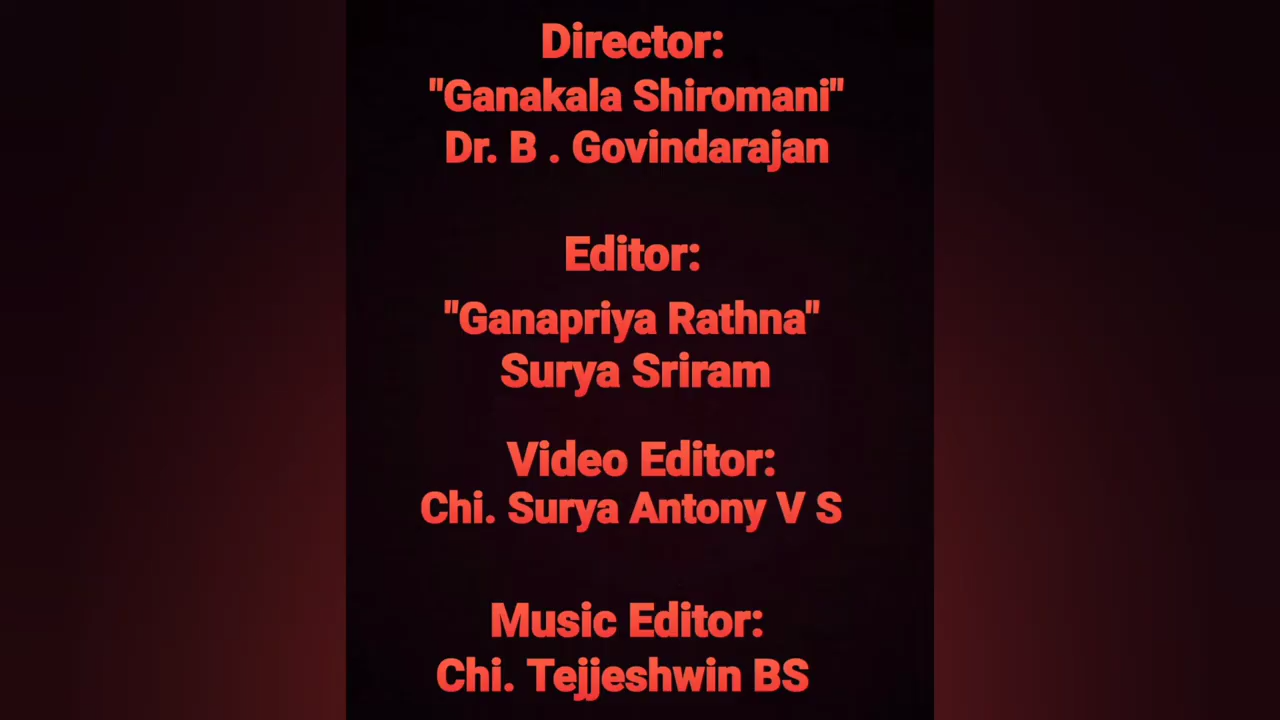 Director:
"Ganakala Shiromani"
Dr. B . Govindarajan
Editor:
"Ganapriya Rathna"
Surya Sriram
Video Editor:
Chi. Surya Antony V S
Music Editor:
Chi. Tejjeshwin BS